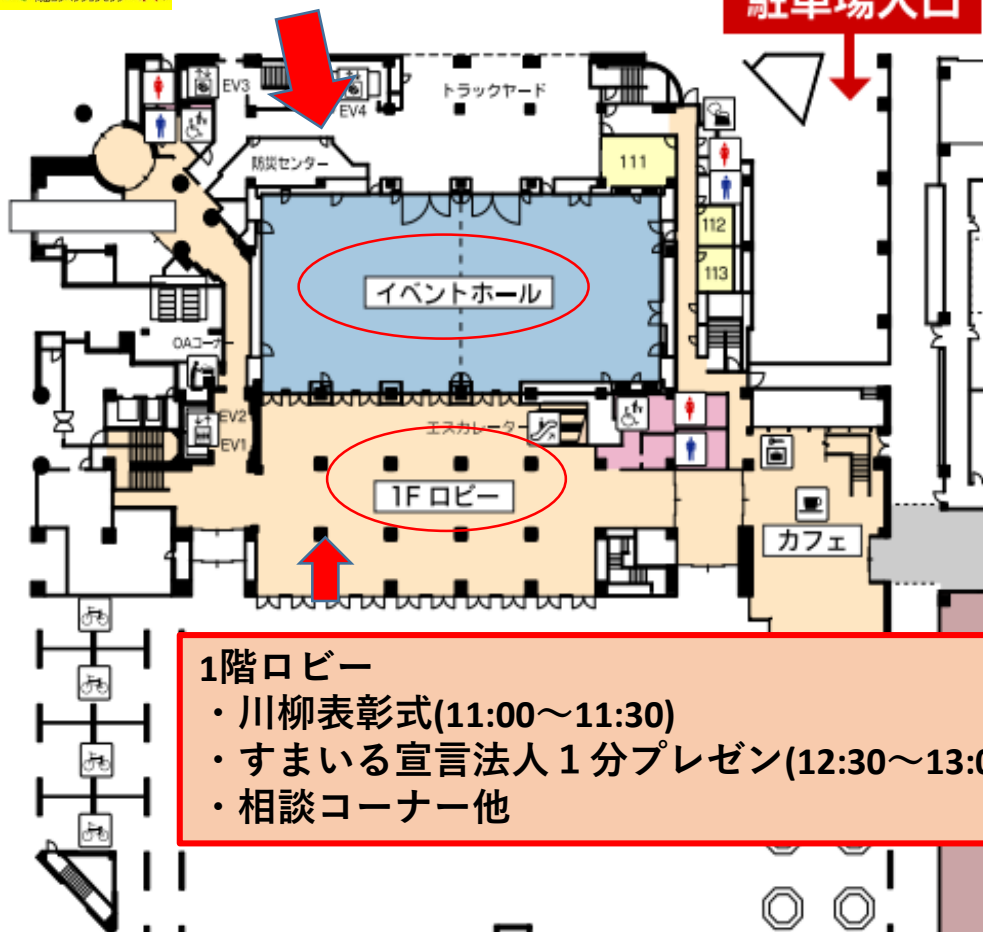 駐車場入口
EV3
EV4
トラックヤード
防災センター
111
112
113
イベントホール
OAコーナー
EV2
EV1
エスカレーター
1F ロビー
カフェ
1階ロビー
・川柳表彰式(11:00～11:30)
・すまいる宣言法人１分プレゼン(12:30～13:0
・相談コーナー他